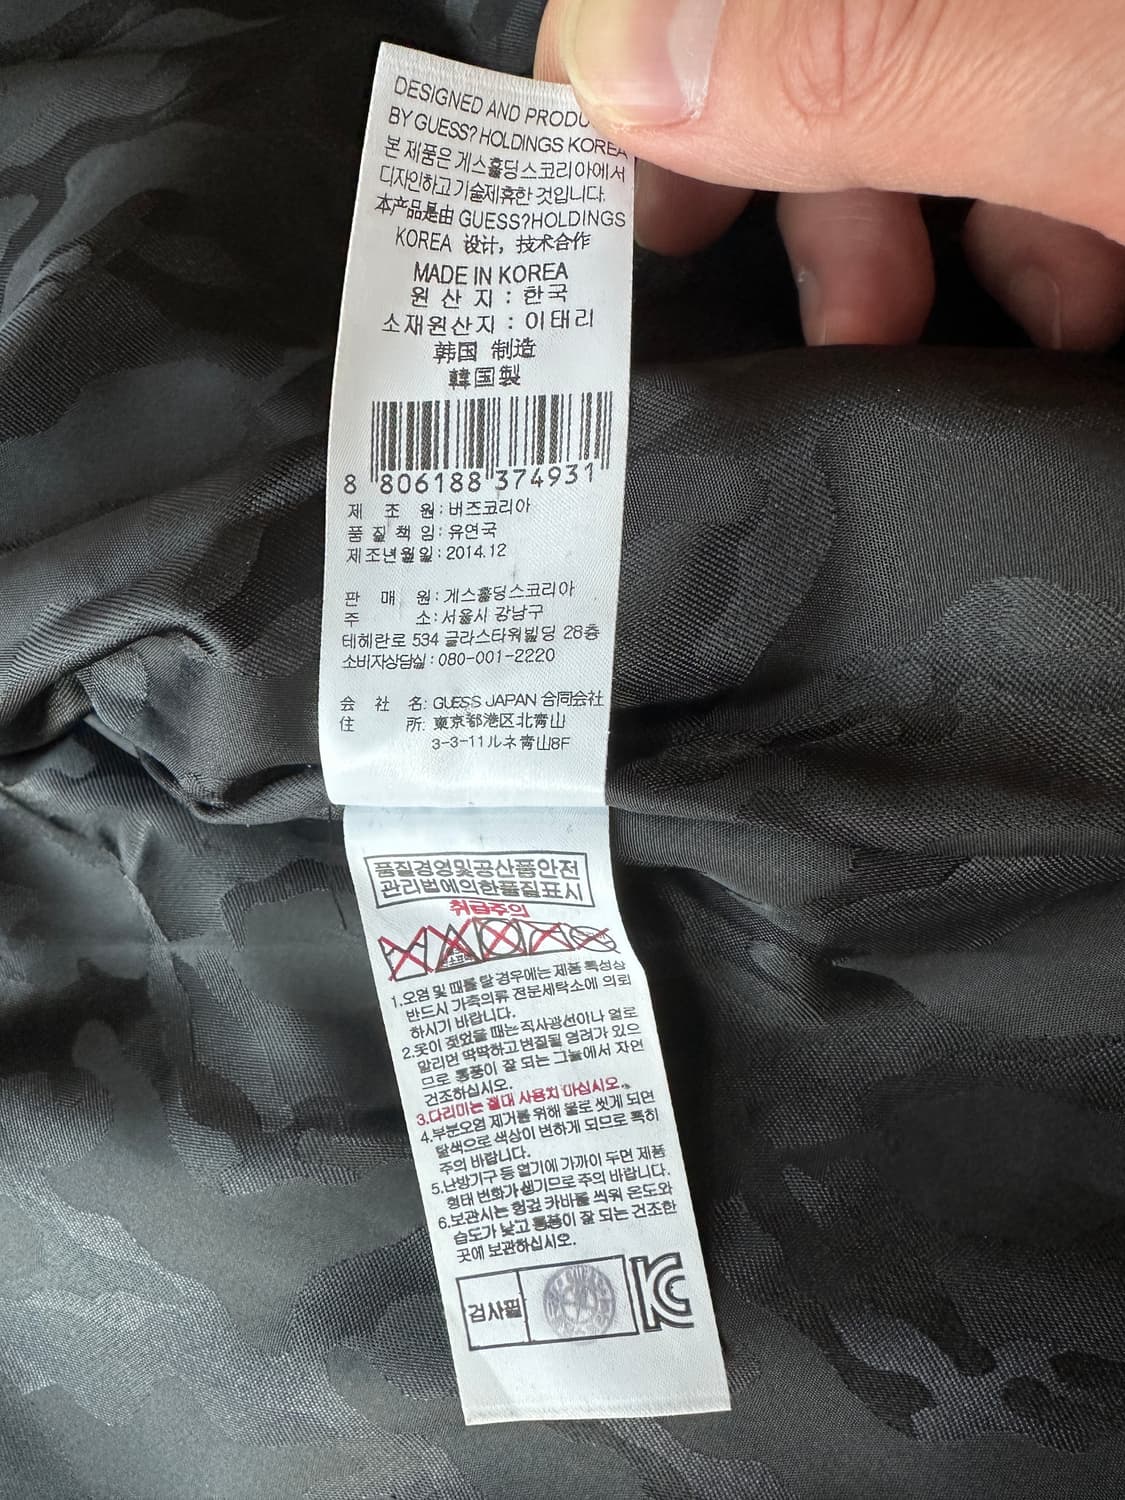 DESIGNED AND PRODU
BY GUESS? HOLDINGS KOREA
본 제품은 게스홀딩스코리아에서
디자인하고 기술제휴한 것입니다.
本产品是由 GUESS?HOLDINGS
KOREA 设计, 技术合作
MADE IN KOREA
원 산 지 : 한국
소재원산지 : 이태리
韩国 制造
韓国製
8 806188 374931
제 조 원: 버즈코리아
품 질 책 임: 유연국
제조년월일: 2014.12
판 매 원: 게스홀딩스코리아
주 소: 서울시 강남구
테헤란로 534 글라스타워빌딩 28층
소비자상담실: 080-001-2220
会 社 名: GUESS JAPAN 合同会社
住 所: 東京都港区北青山
3-3-11ルネ青山8F
품질경영및공산품안전
관리법에의한품질표시
취급주의
1.오염 및 때를 탈 경우에는 제품 특성상
반드시 가죽의류 전문세탁소에 의뢰
하시기 바랍니다.
2.옷이 젖었을 때는 직사광선이나 열로
말리면 딱딱하고 변질될 염려가 있으
므로 통풍이 잘 되는 그늘에서 자연
건조하십시오.
3.다리미는 절대 사용치 마십시오.
4.부분오염 제거를 위해 물로 씻게 되면
탈색으로 색상이 변하게 되므로 특히
주의 바랍니다.
5.난방기구 등 열기에 가까이 두면 제품
형태 변화가 생기므로 주의 바랍니다.
6.보관시는 헝겊 카바를 씌워 온도와
습도가 낮고 통풍이 잘 되는 건조한
곳에 보관하십시오.
검사필
KC